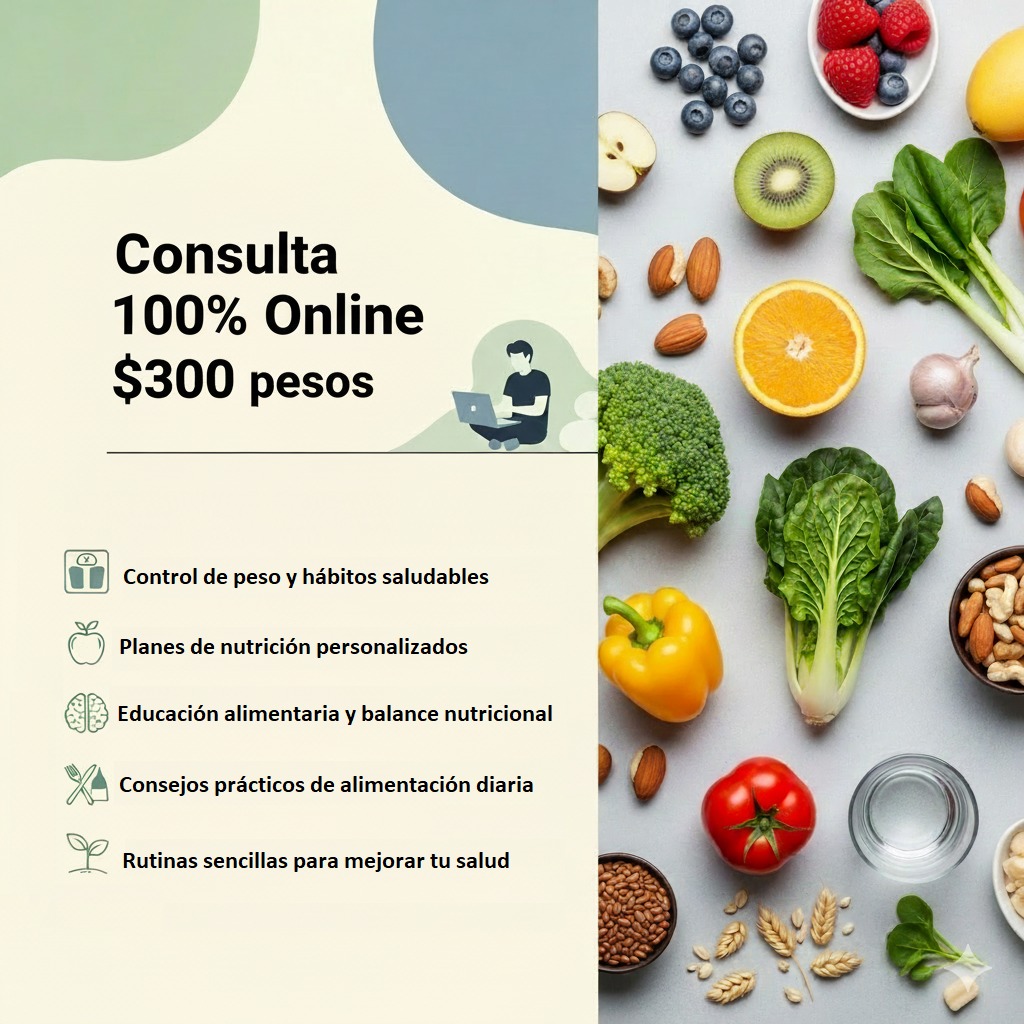 Consulta
100% Online
$300 pesos
Control de peso y hábitos saludables
Planes de nutrición personalizados
Educación alimentaria y balance nutricional
Consejos prácticos de alimentación diaria
Rutinas sencillas para mejorar tu salud